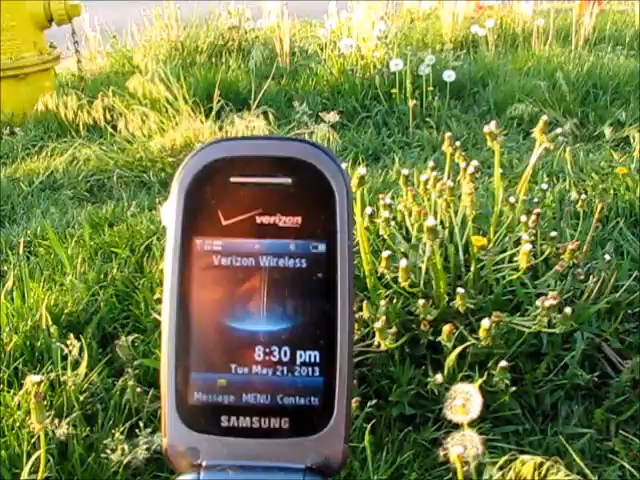 verizon
Verizon Wireless
8:30 pm
Tue May 21, 2013
Message MENU Contacts
SAMSUNG